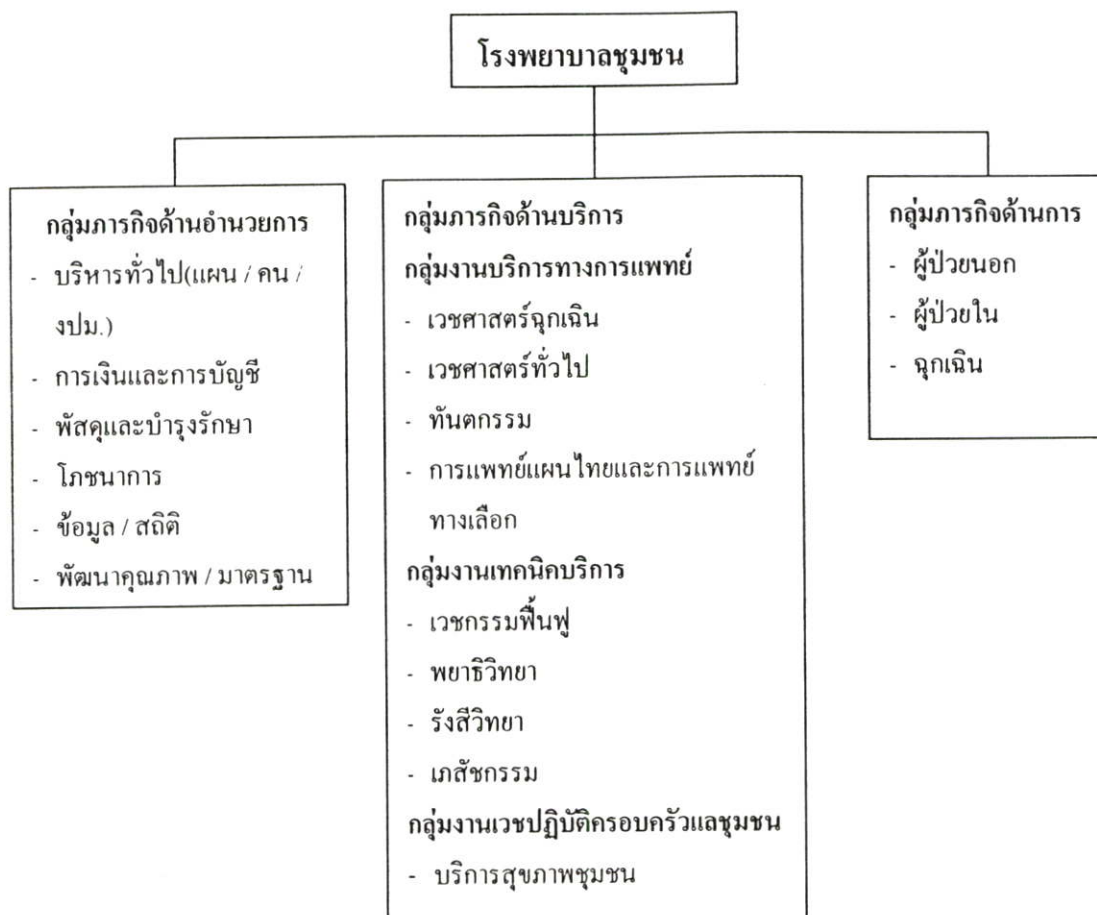 โรงพยาบาลชุมชน
กลุ่มภารกิจด้านอำนวยการ
- บริหารทั่วไป(แผน / คน /
งปม.)
- การเงินและการบัญชี
- พัสดุและบำรุงรักษา
- โภชนาการ
- ข้อมูล / สถิติ
- พัฒนาคุณภาพ / มาตรฐาน
กลุ่มภารกิจด้านบริการ
กลุ่มงานบริการทางการแพทย์
- เวชศาสตร์ฉุกเฉิน
- เวชศาสตร์ทั่วไป
- ทันตกรรม
- การแพทย์แผนไทยและการแพทย์
ทางเลือก
กลุ่มงานเทคนิคบริการ
- เวชกรรมฟื้นฟู
- พยาธิวิทยา
- รังสีวิทยา
- เภสัชกรรม
กลุ่มงานเวชปฏิบัติครอบครัวแลชุมชน
- บริการสุขภาพชุมชน
กลุ่มภารกิจด้านการ
- ผู้ป่วยนอก
- ผู้ป่วยใน
- ฉุกเฉิน